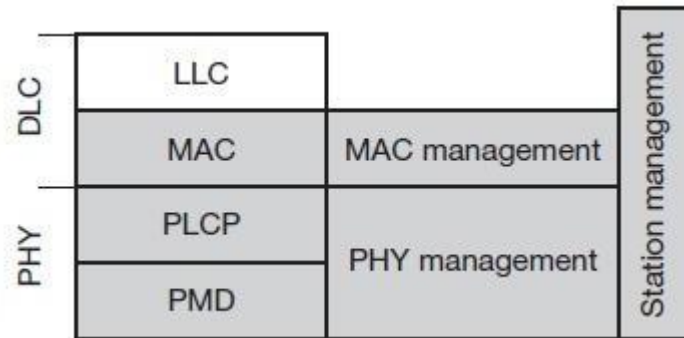 DLC
LLC
MAC
MAC management
PHY
PLCP
PMD
PHY management
Station management